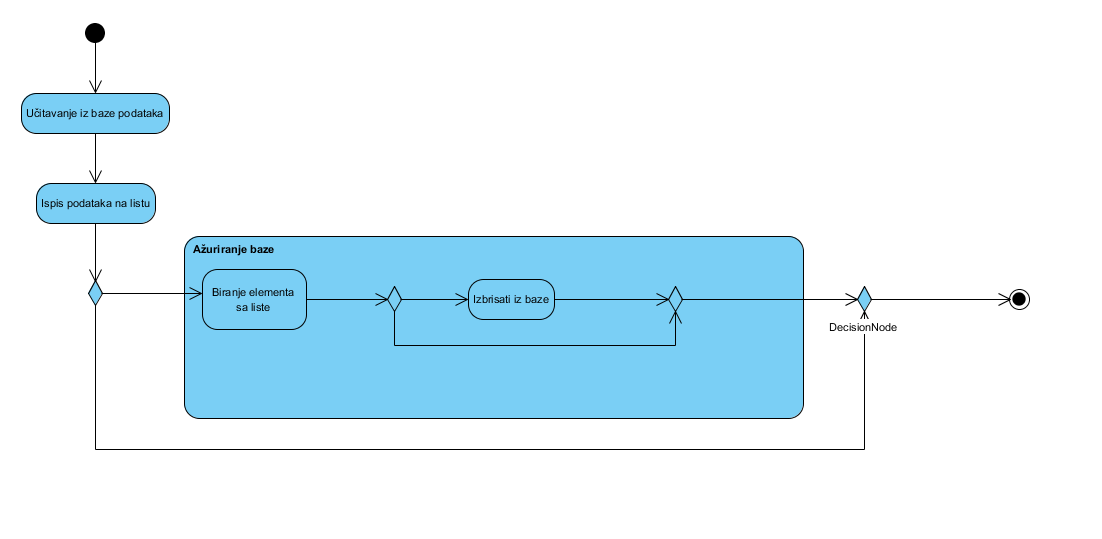 Učitavanje iz baze podataka
Ispis podataka na listu
Ažuriranje baze
Biranje elementa
sa liste
Izbrisati iz baze
DecisionNode